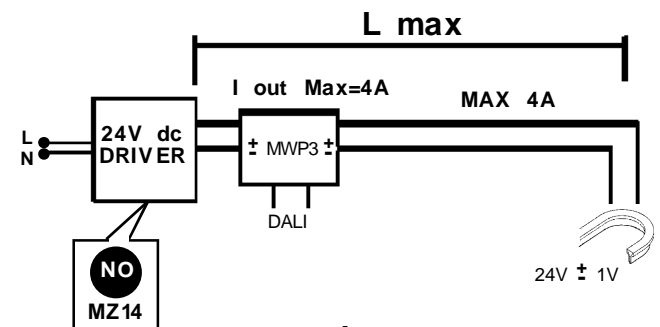 L max
I out Max=4A
MAX 4A
L
N
24V dc
DRIVER
± MWP3 ±
DALI
NO
MZ14
24V ± 1V